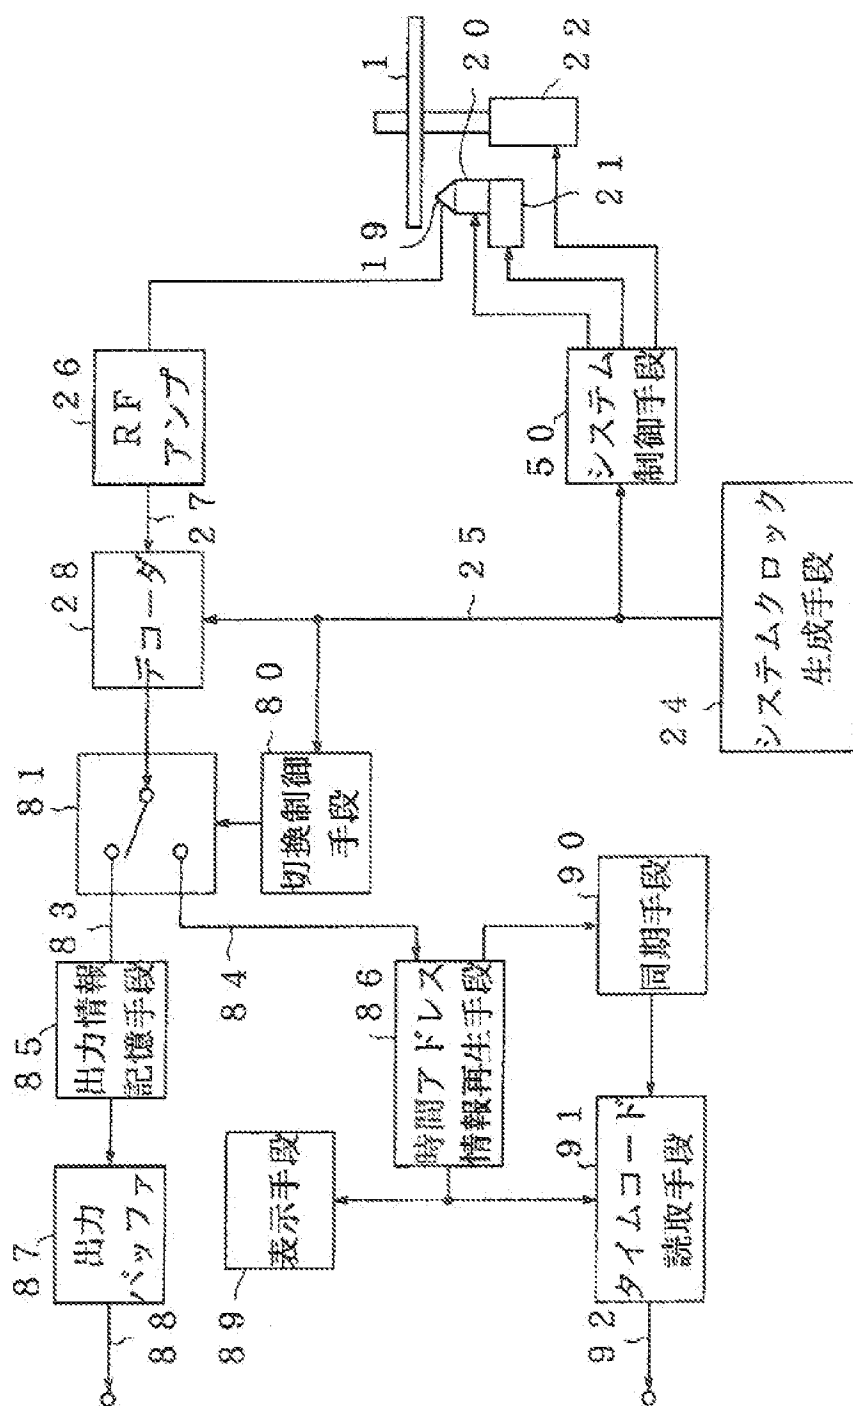 87
出力
バッファ
88
85
出力情報
記憶手段
83
81
28
デコーダ
27
26
RF
アンプ
89
表示手段
84
80
切換制御
手段
19
1
20
22
21
86
時間アドレス
情報再生手段
25
50
システム
制御手段
92
91
タイムコード
読取手段
90
同期手段
24
システムクロック
生成手段